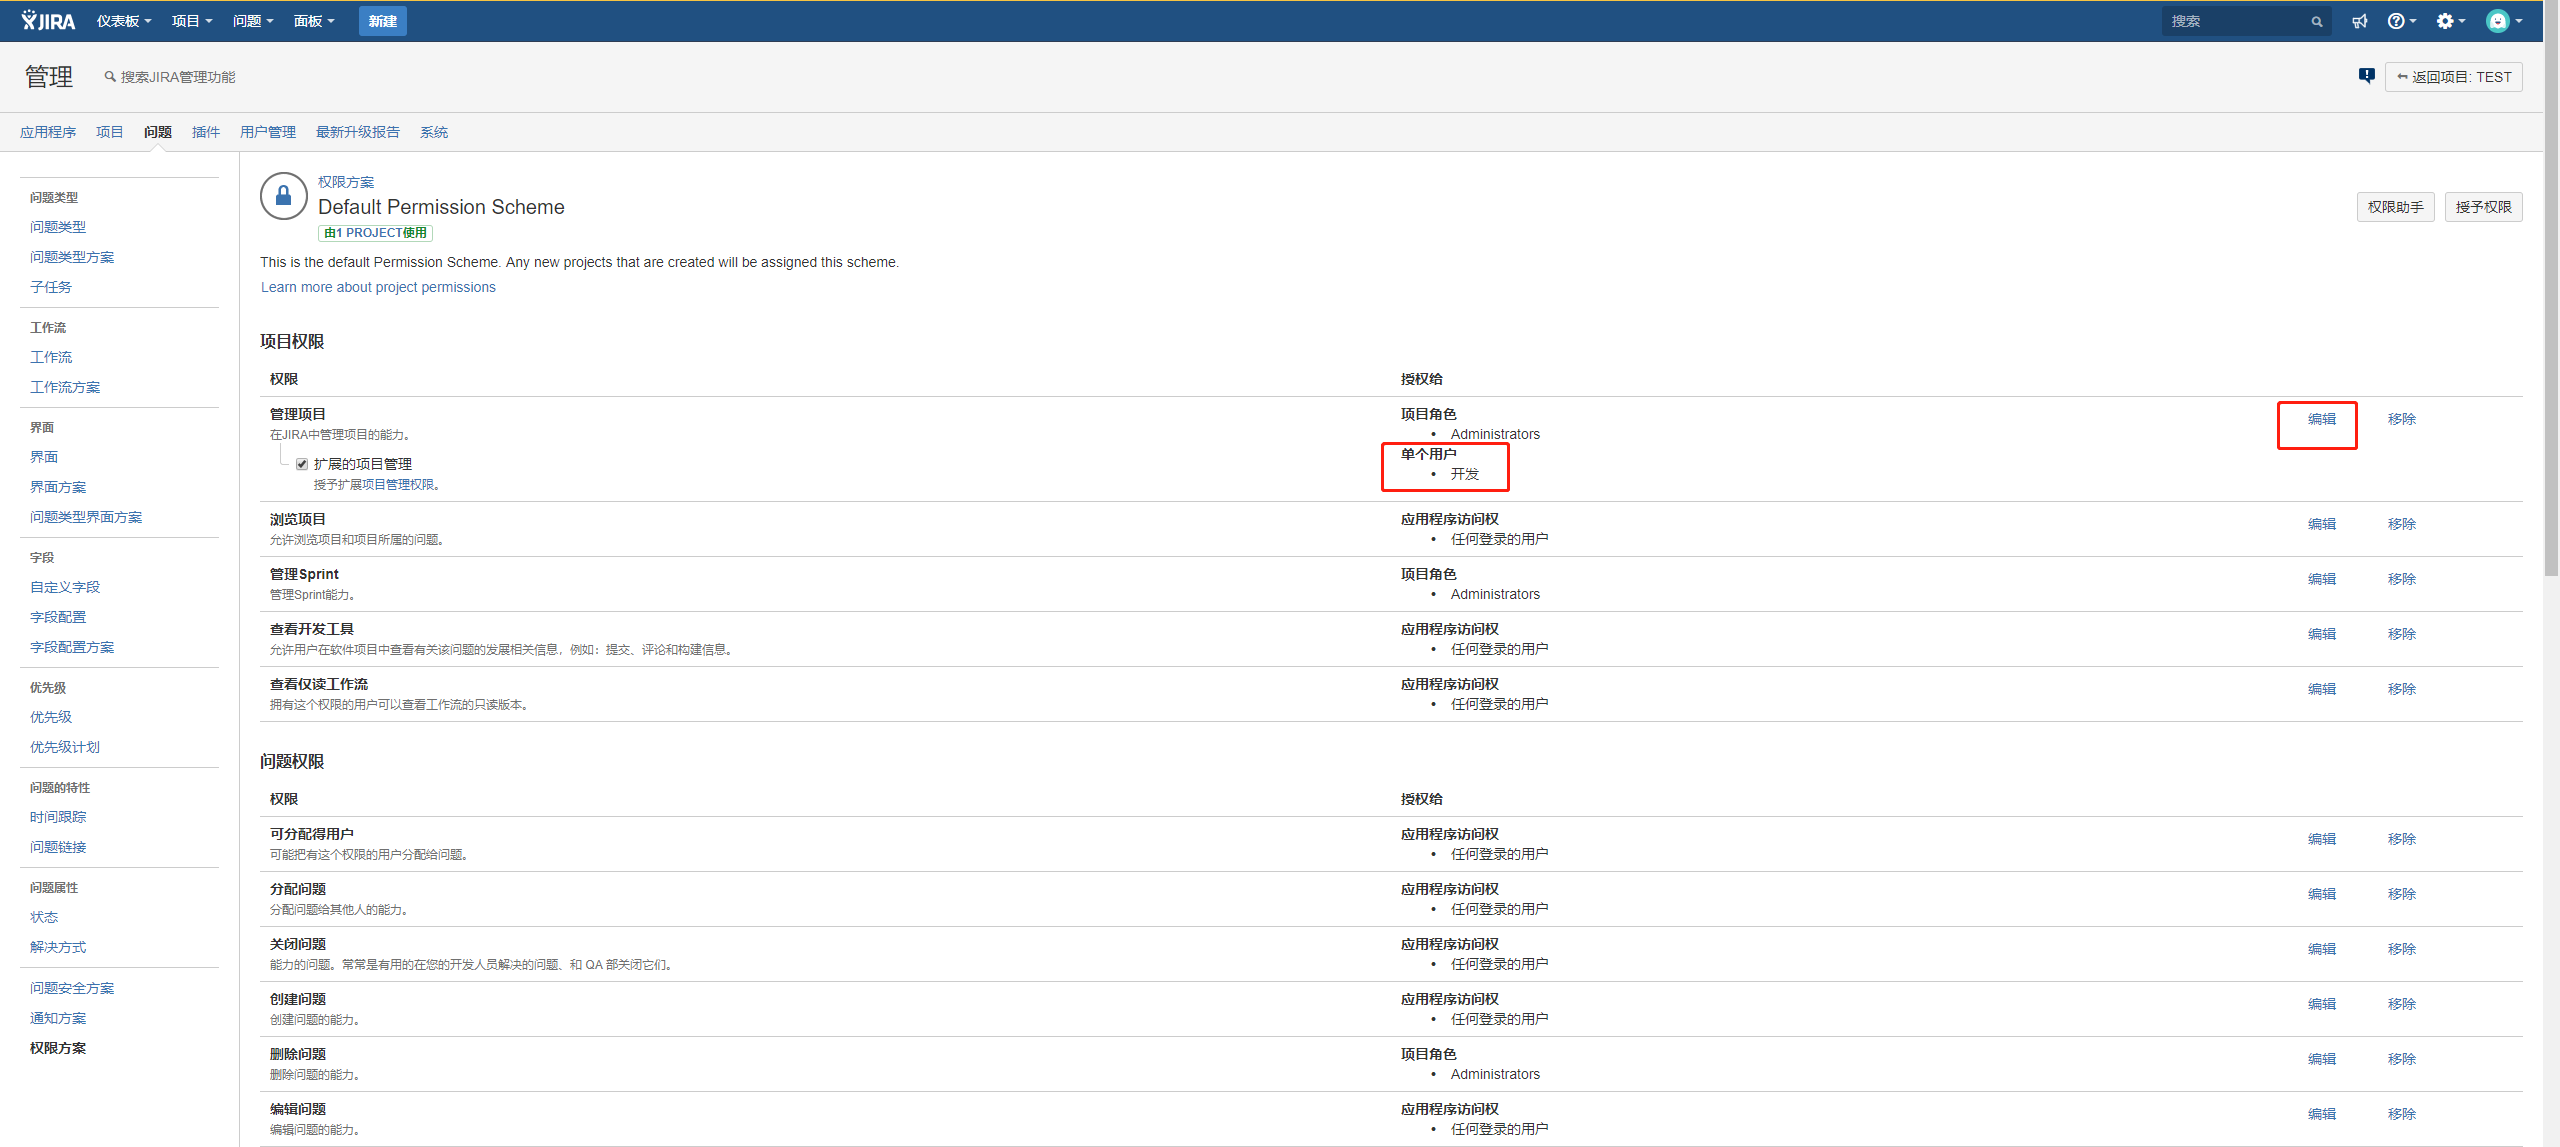 JIRA 仪表板 项目 问题 面板 新建 搜索
管理 搜索JIRA管理功能 返回项目: TEST
应用程序 项目 问题 插件 用户管理 最新升级报告 系统
问题类型
问题类型
问题类型方案
子任务
工作流
工作流
工作流方案
界面
界面
界面方案
问题类型界面方案
字段
自定义字段
字段配置
字段配置方案
优先级
优先级
优先级计划
问题的特性
时间跟踪
问题链接
问题属性
状态
解决方式
问题安全方案
通知方案
权限方案
权限方案
Default Permission Scheme
由1 PROJECT使用
权限助手 授予权限
This is the default Permission Scheme. Any new projects that are created will be assigned this scheme.
Learn more about project permissions
项目权限
权限 授权给
管理项目 项目角色 编辑 移除
在JIRA中管理项目的能力。 • Administrators
扩展的项目管理 单个用户
授予扩展项目管理权限。 • 开发
浏览项目 应用程序访问权 编辑 移除
允许浏览项目和项目所属的问题。 • 任何登录的用户
管理Sprint 项目角色 编辑 移除
管理Sprint能力。 • Administrators
查看开发工具 应用程序访问权 编辑 移除
允许用户在软件项目中查看有关该问题的发展相关信息，例如：提交、评论和构建信息。 • 任何登录的用户
查看仅读工作流 应用程序访问权 编辑 移除
拥有这个权限的用户可以查看工作流的只读版本。 • 任何登录的用户
问题权限
权限 授权给
可分配得用户 应用程序访问权 编辑 移除
可能把有这个权限的用户分配给问题。 • 任何登录的用户
分配问题 应用程序访问权 编辑 移除
分配问题给其他人的能力。 • 任何登录的用户
关闭问题 应用程序访问权 编辑 移除
能力的问题。常常是有用的在您的开发人员解决的问题、和 QA 部关闭它们。 • 任何登录的用户
创建问题 应用程序访问权 编辑 移除
创建问题的能力。 • 任何登录的用户
删除问题 项目角色 编辑 移除
删除问题的能力。 • Administrators
编辑问题 应用程序访问权 编辑 移除
编辑问题的能力。 • 任何登录的用户